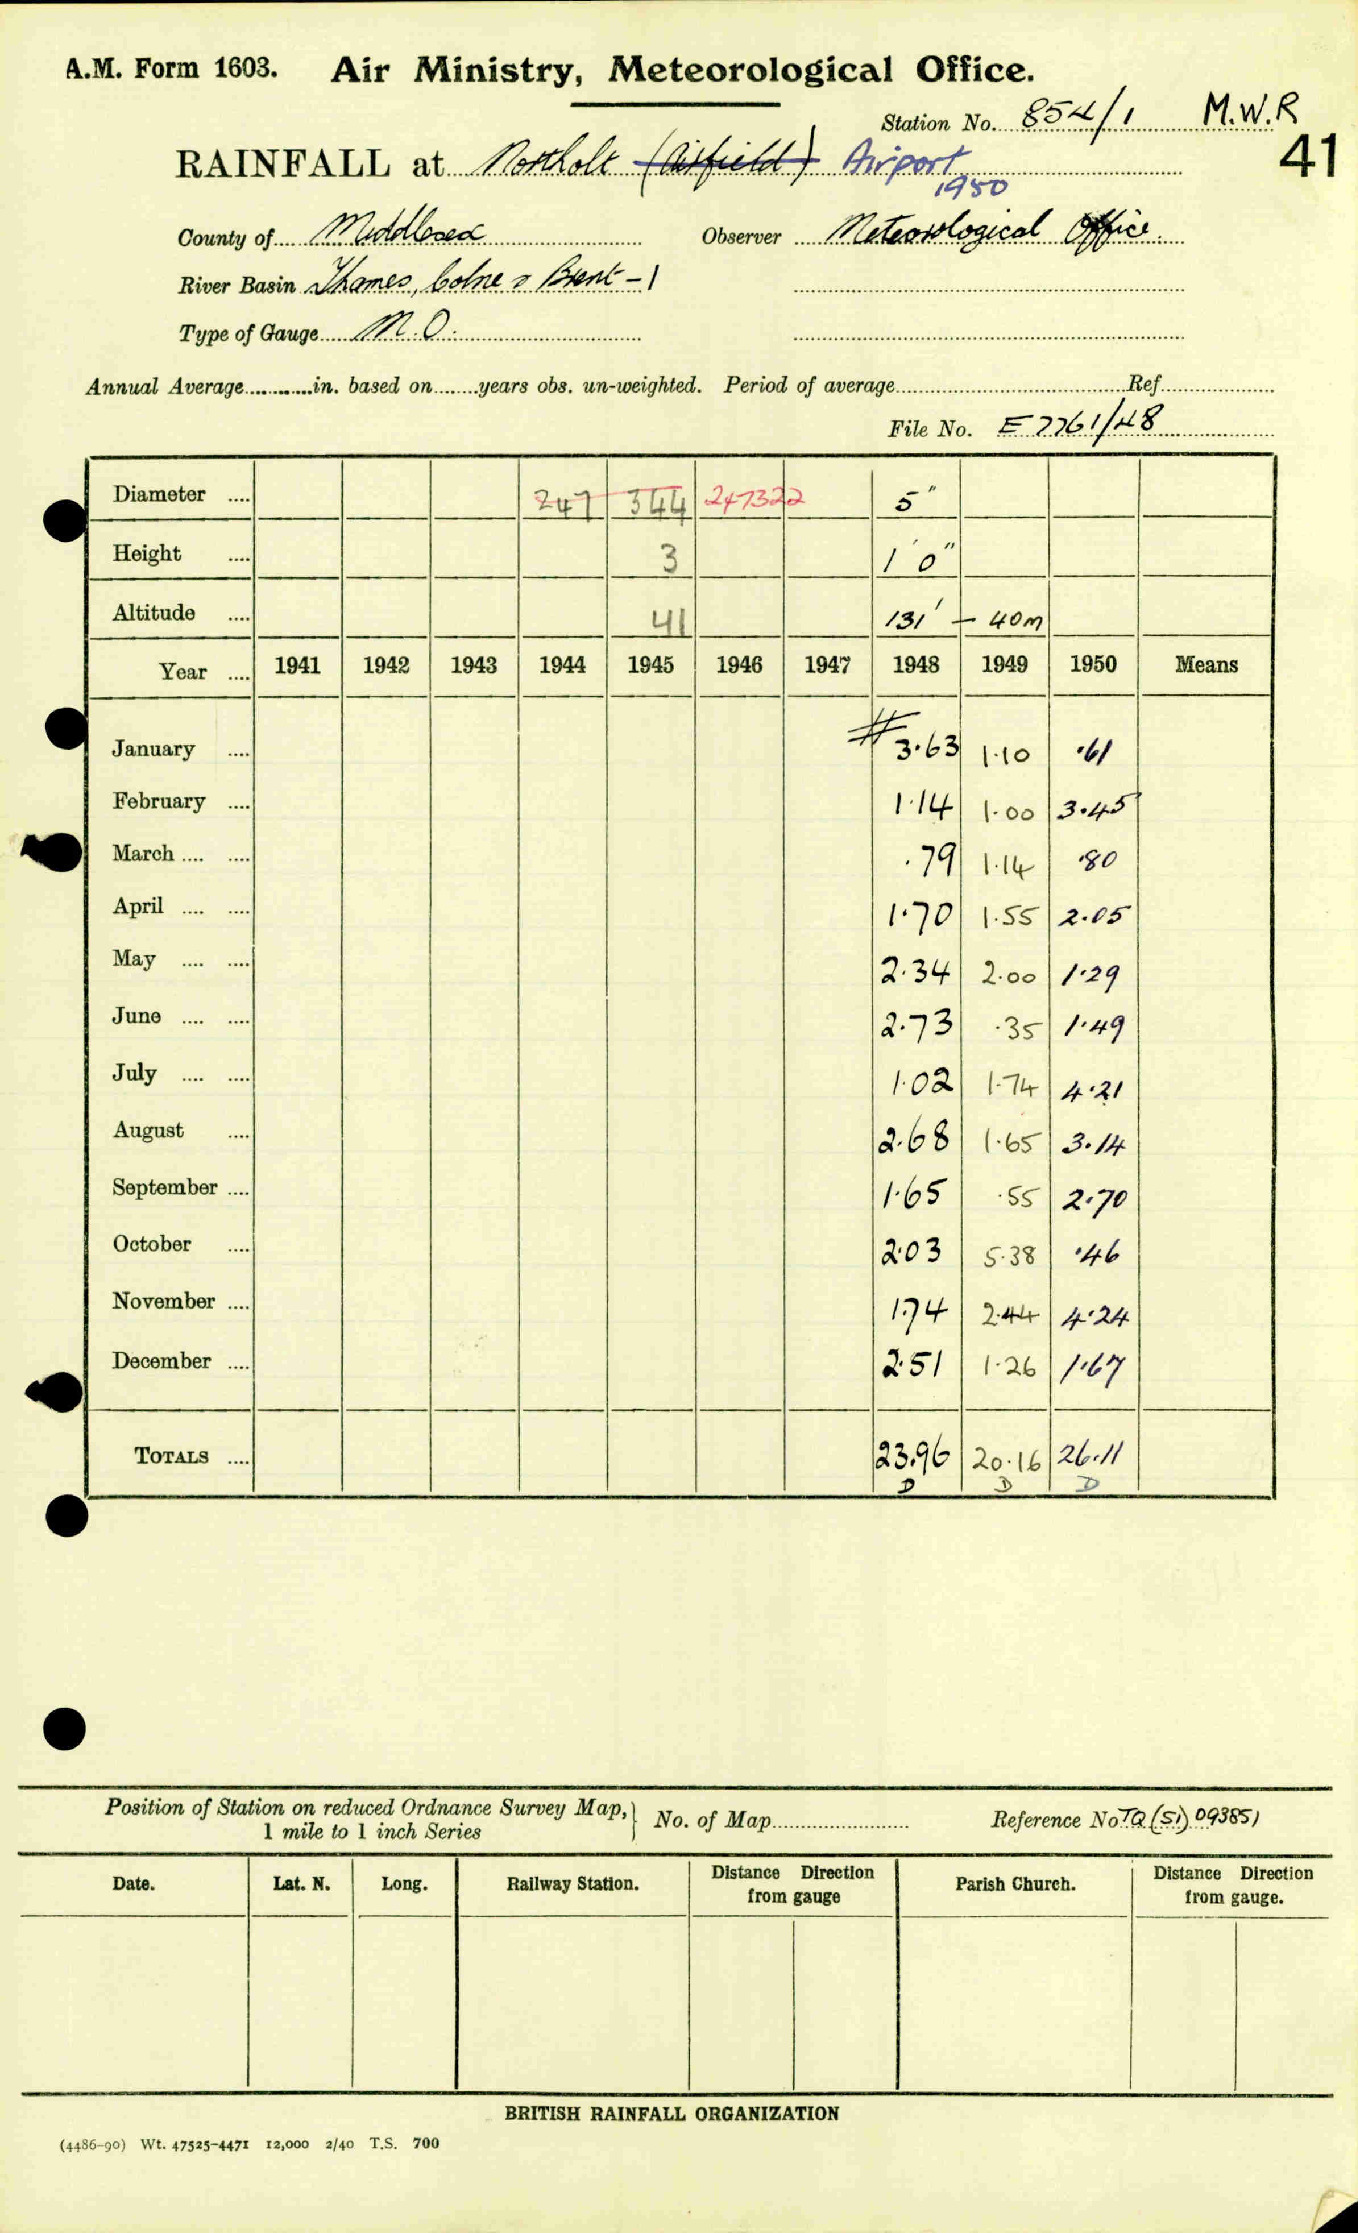 A.M. Form 1603. Air Ministry, Meteorological Office.
Station No. 854/1 M.W.R
41
RAINFALL at Northolt (Airfield) Airport
1950
County of Middlesex Observer Meteorological Office.
River Basin Thames, Colne & Brent - 1
Type of Gauge M.O.
Annual Average in. based on years obs. un-weighted. Period of average Ref
File No. E7761/48
Diameter 247 344 247322 5"
Height 3 1' 0"
Altitude 41 131' - 40m
Year 1941 1942 1943 1944 1945 1946 1947 1948 1949 1950 Means
January # 3.63 1.10 .61
February 1.14 1.00 3.45
March .79 1.14 .80
April 1.70 1.55 2.05
May 2.34 2.00 1.29
June 2.73 .35 1.49
July 1.02 1.74 4.21
August 2.68 1.65 3.14
September 1.65 .55 2.70
October 2.03 5.38 .46
November 1.74 2.44 4.24
December 2.51 1.26 1.67
TOTALS 23.96 20.16 26.11
D D D
Position of Station on reduced Ordnance Survey Map, No. of Map Reference No TQ (51) 093851
1 mile to 1 inch Series
Date. Lat. N. Long. Railway Station. Distance Direction from gauge Parish Church. Distance Direction from gauge.
BRITISH RAINFALL ORGANIZATION
(4486-90) Wt. 47525-4471 12,000 2/40 T.S. 700